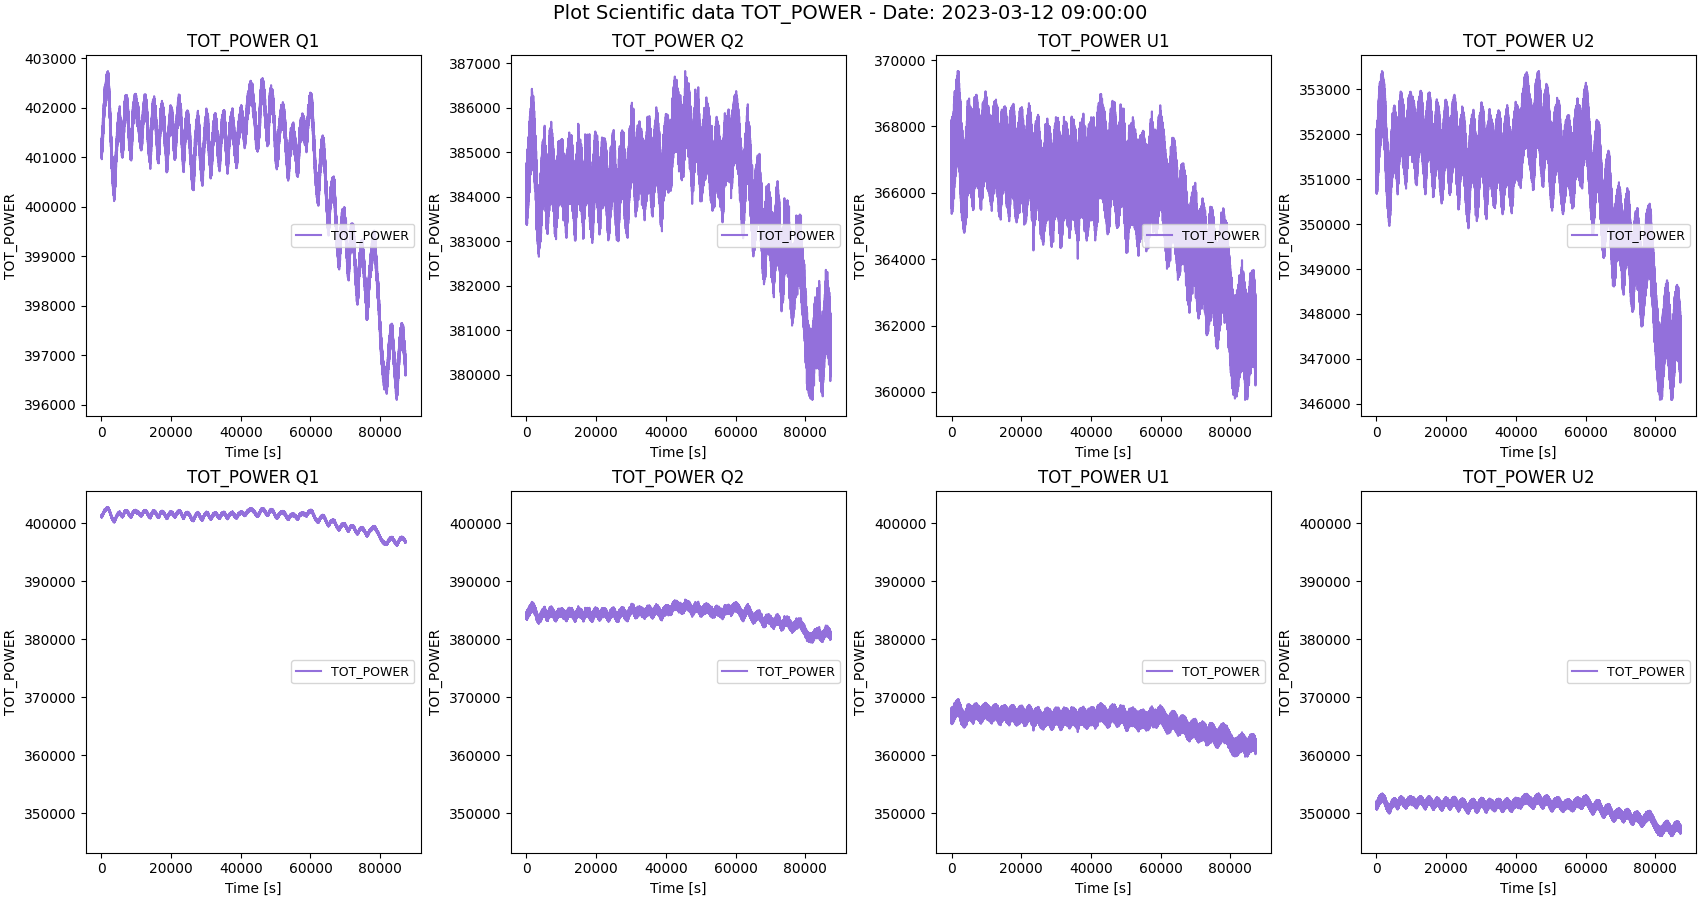 Plot Scientific data TOT_POWER - Date: 2023-03-12 09:00:00
TOT_POWER Q1
403000
402000
401000
400000
399000
398000
397000
396000
TOT_POWER
TOT_POWER
0 20000 40000 60000 80000
Time [s]
TOT_POWER Q2
387000
386000
385000
384000
383000
382000
381000
380000
TOT_POWER
TOT_POWER
0 20000 40000 60000 80000
Time [s]
TOT_POWER U1
370000
368000
366000
364000
362000
360000
TOT_POWER
TOT_POWER
0 20000 40000 60000 80000
Time [s]
TOT_POWER U2
353000
352000
351000
350000
349000
348000
347000
346000
TOT_POWER
TOT_POWER
0 20000 40000 60000 80000
Time [s]
TOT_POWER Q1
400000
390000
380000
370000
360000
350000
TOT_POWER
TOT_POWER
0 20000 40000 60000 80000
Time [s]
TOT_POWER Q2
400000
390000
380000
370000
360000
350000
TOT_POWER
TOT_POWER
0 20000 40000 60000 80000
Time [s]
TOT_POWER U1
400000
390000
380000
370000
360000
350000
TOT_POWER
TOT_POWER
0 20000 40000 60000 80000
Time [s]
TOT_POWER U2
400000
390000
380000
370000
360000
350000
TOT_POWER
TOT_POWER
0 20000 40000 60000 80000
Time [s]